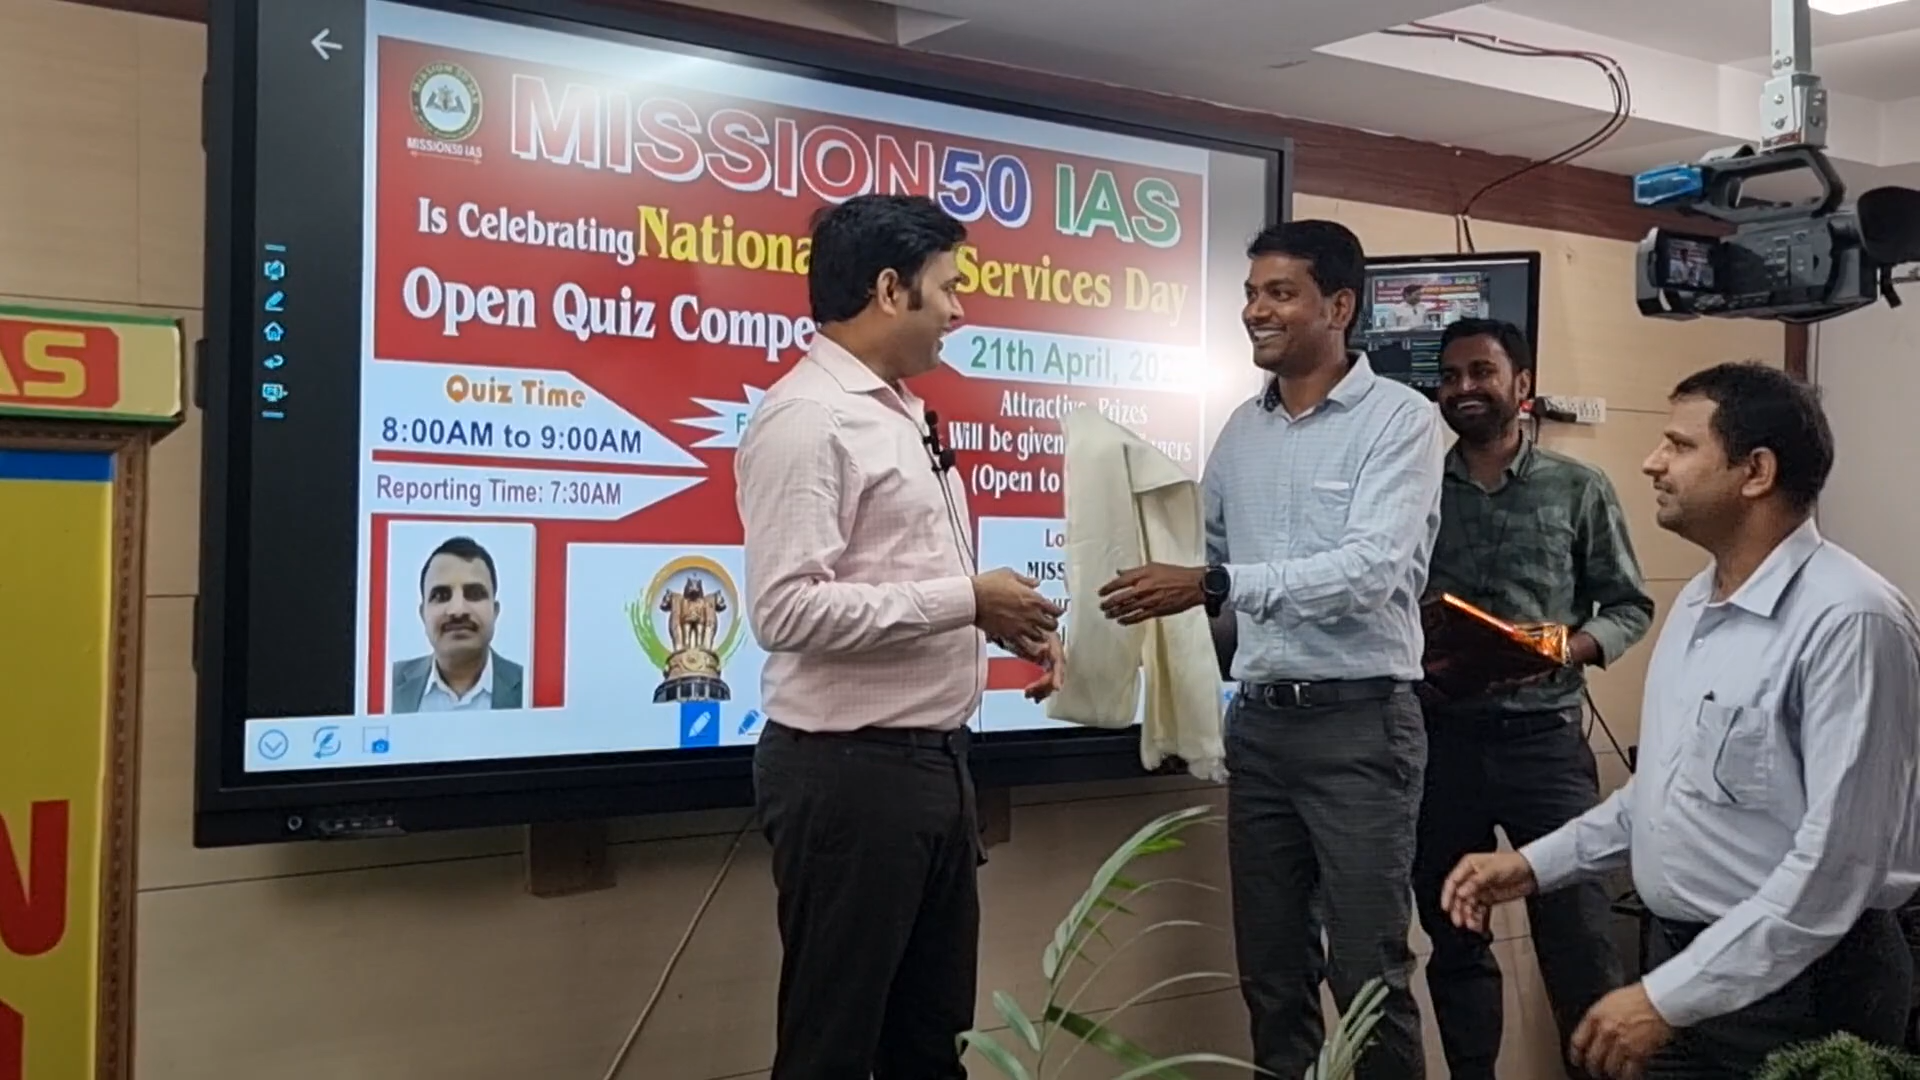 MISSION50 IAS
MISSION50 IAS
Is Celebrating Nationa Services Day
Open Quiz Compe
21th April, 202
Quiz Time
8:00AM to 9:00AM
Reporting Time: 7:30AM
Attractive Prizes
Will be given
(Open to
AS
N